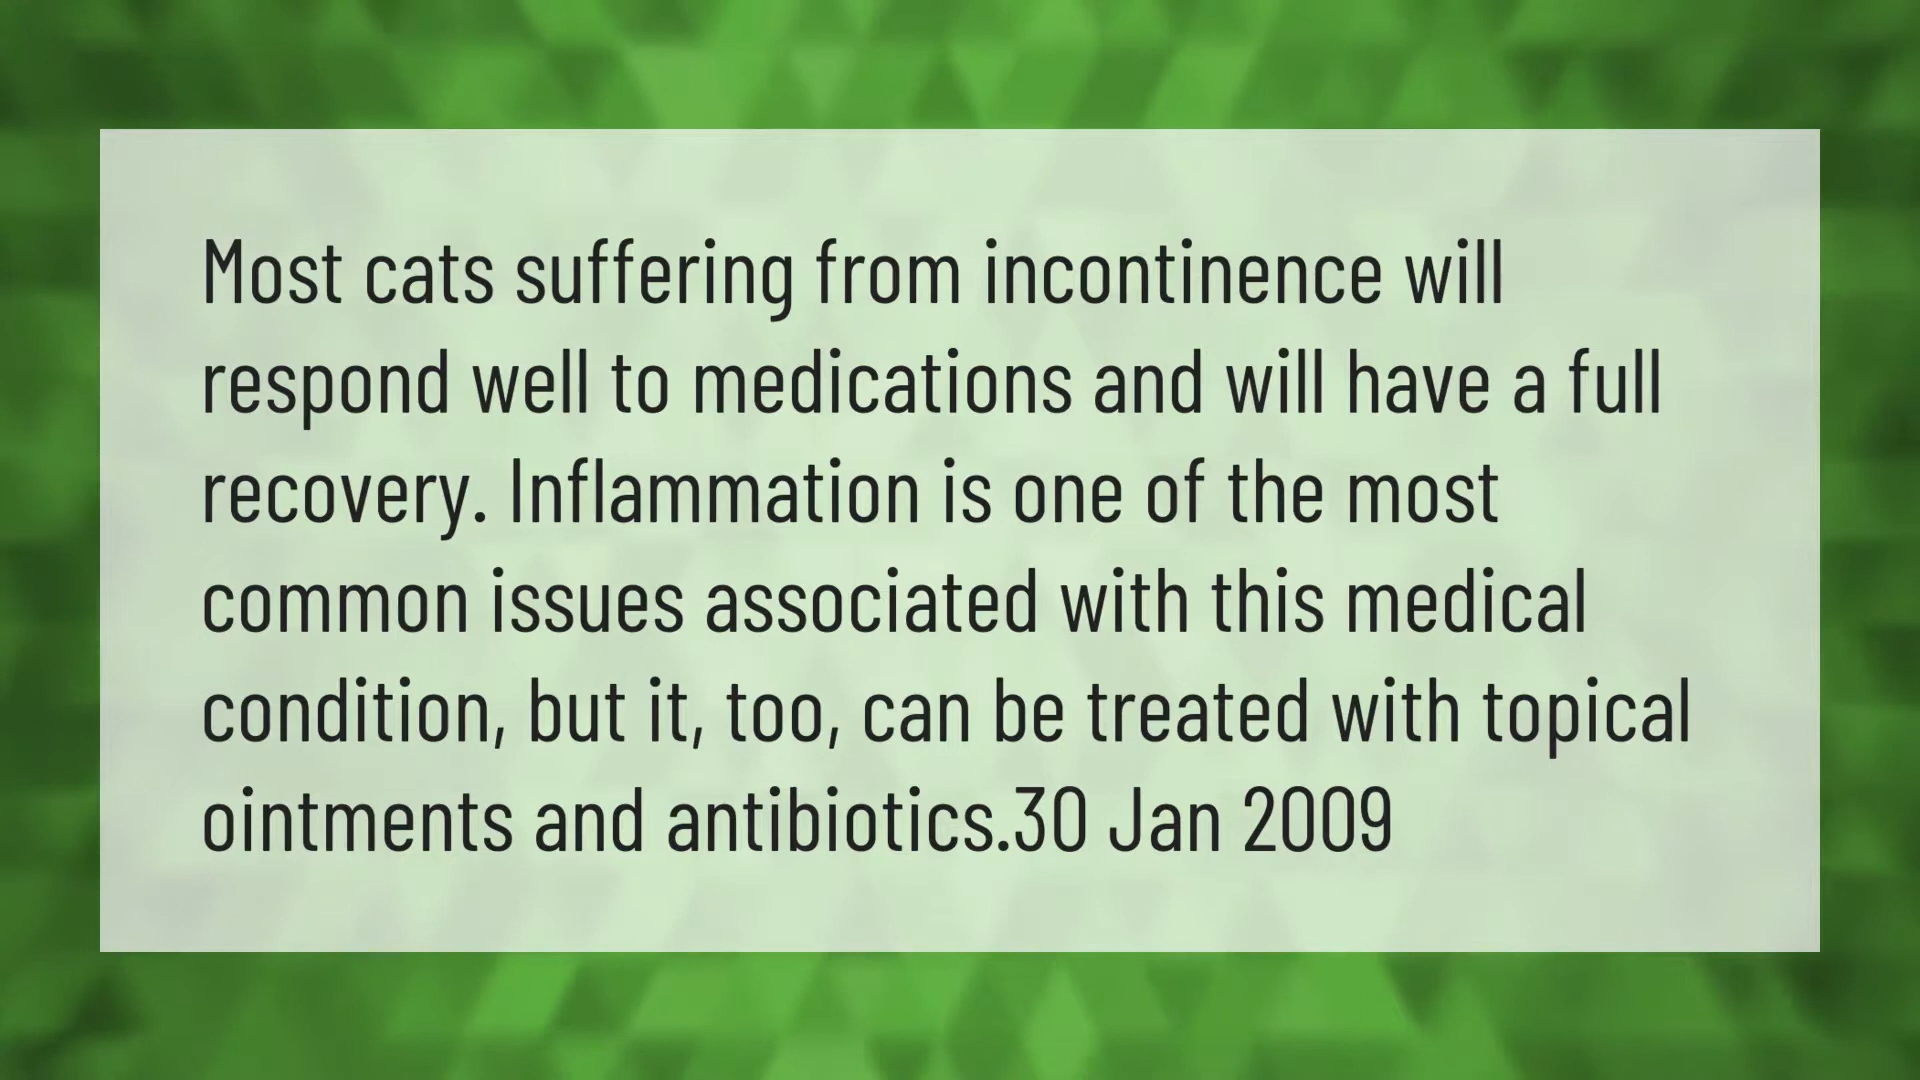 Most cats suffering from incontinence will
respond well to medications and will have a full
recovery. Inflammation is one of the most
common issues associated with this medical
condition, but it, too, can be treated with topical
ointments and antibiotics.30 Jan 2009